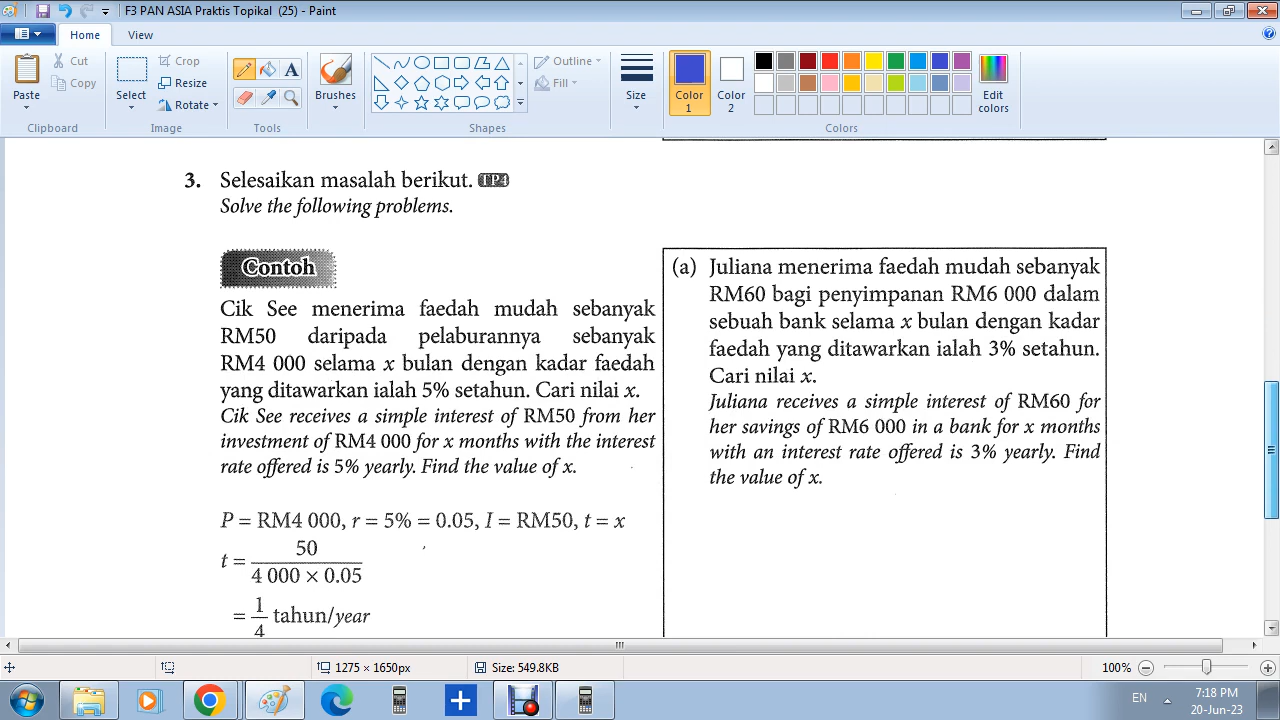 F3 PAN ASIA Praktis Topikal (25) - Paint
Home View
Paste
Cut
Copy
Clipboard
Select
Crop
Resize
Rotate
Image
A
Tools
Brushes
Outline
Fill
Shapes
Size
Color 1
Color 2
Edit colors
Colors
3. Selesaikan masalah berikut. TP4
Solve the following problems.
Contoh
Cik See menerima faedah mudah sebanyak
RM50 daripada pelaburannya sebanyak
RM4 000 selama x bulan dengan kadar faedah
yang ditawarkan ialah 5% setahun. Cari nilai x.
Cik See receives a simple interest of RM50 from her
investment of RM4 000 for x months with the interest
rate offered is 5% yearly. Find the value of x.
P = RM4 000, r = 5% = 0.05, I = RM50, t = x
t = 50
4 000 × 0.05
= 1
4 tahun/year
(a) Juliana menerima faedah mudah sebanyak
RM60 bagi penyimpanan RM6 000 dalam
sebuah bank selama x bulan dengan kadar
faedah yang ditawarkan ialah 3% setahun.
Cari nilai x.
Juliana receives a simple interest of RM60 for
her savings of RM6 000 in a bank for x months
with an interest rate offered is 3% yearly. Find
the value of x.
1275 × 1650px
Size: 549.8KB
100%
EN
7:18 PM
20-Jun-23